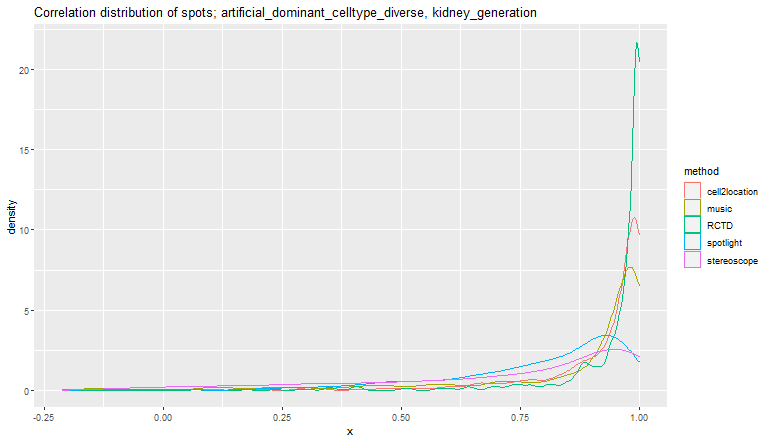 Correlation distribution of spots; artificial_dominant_celltype_diverse, kidney_generation
density
20
15
10
5
0
-0.25
0.00
0.25
0.50
0.75
1.00
x
method
cell2location
music
RCTD
spotlight
stereoscope